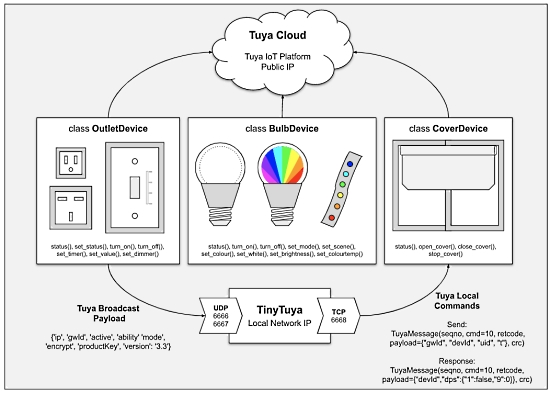 Tuya Cloud
Tuya IoT Platform
Public IP
class OutletDevice
status(), set_status(), turn_on(), turn_off(),
set_timer(), set_value(), set_dimmer()
class BulbDevice
status(), turn_on(), turn_off(), set_mode(), set_scene(),
set_colour(), set_white(), set_brightness(), set_colourtemp()
class CoverDevice
status(), open_cover(), close_cover(),
stop_cover()
Tuya Broadcast
Payload
{'ip', 'gwId', 'active', 'ability' 'mode',
'encrypt', 'productKey', 'version': '3.3'}
UDP
6666
6667
TinyTuya
Local Network IP
TCP
6668
Tuya Local
Commands
Send:
TuyaMessage(seqno, cmd=10, retcode,
payload={"gwId", "devId", "uid", "t"}, crc)
Response:
TuyaMessage(seqno, cmd=10, retcode,
payload={"devId","dps":{"1":false,"9":0}}, crc)